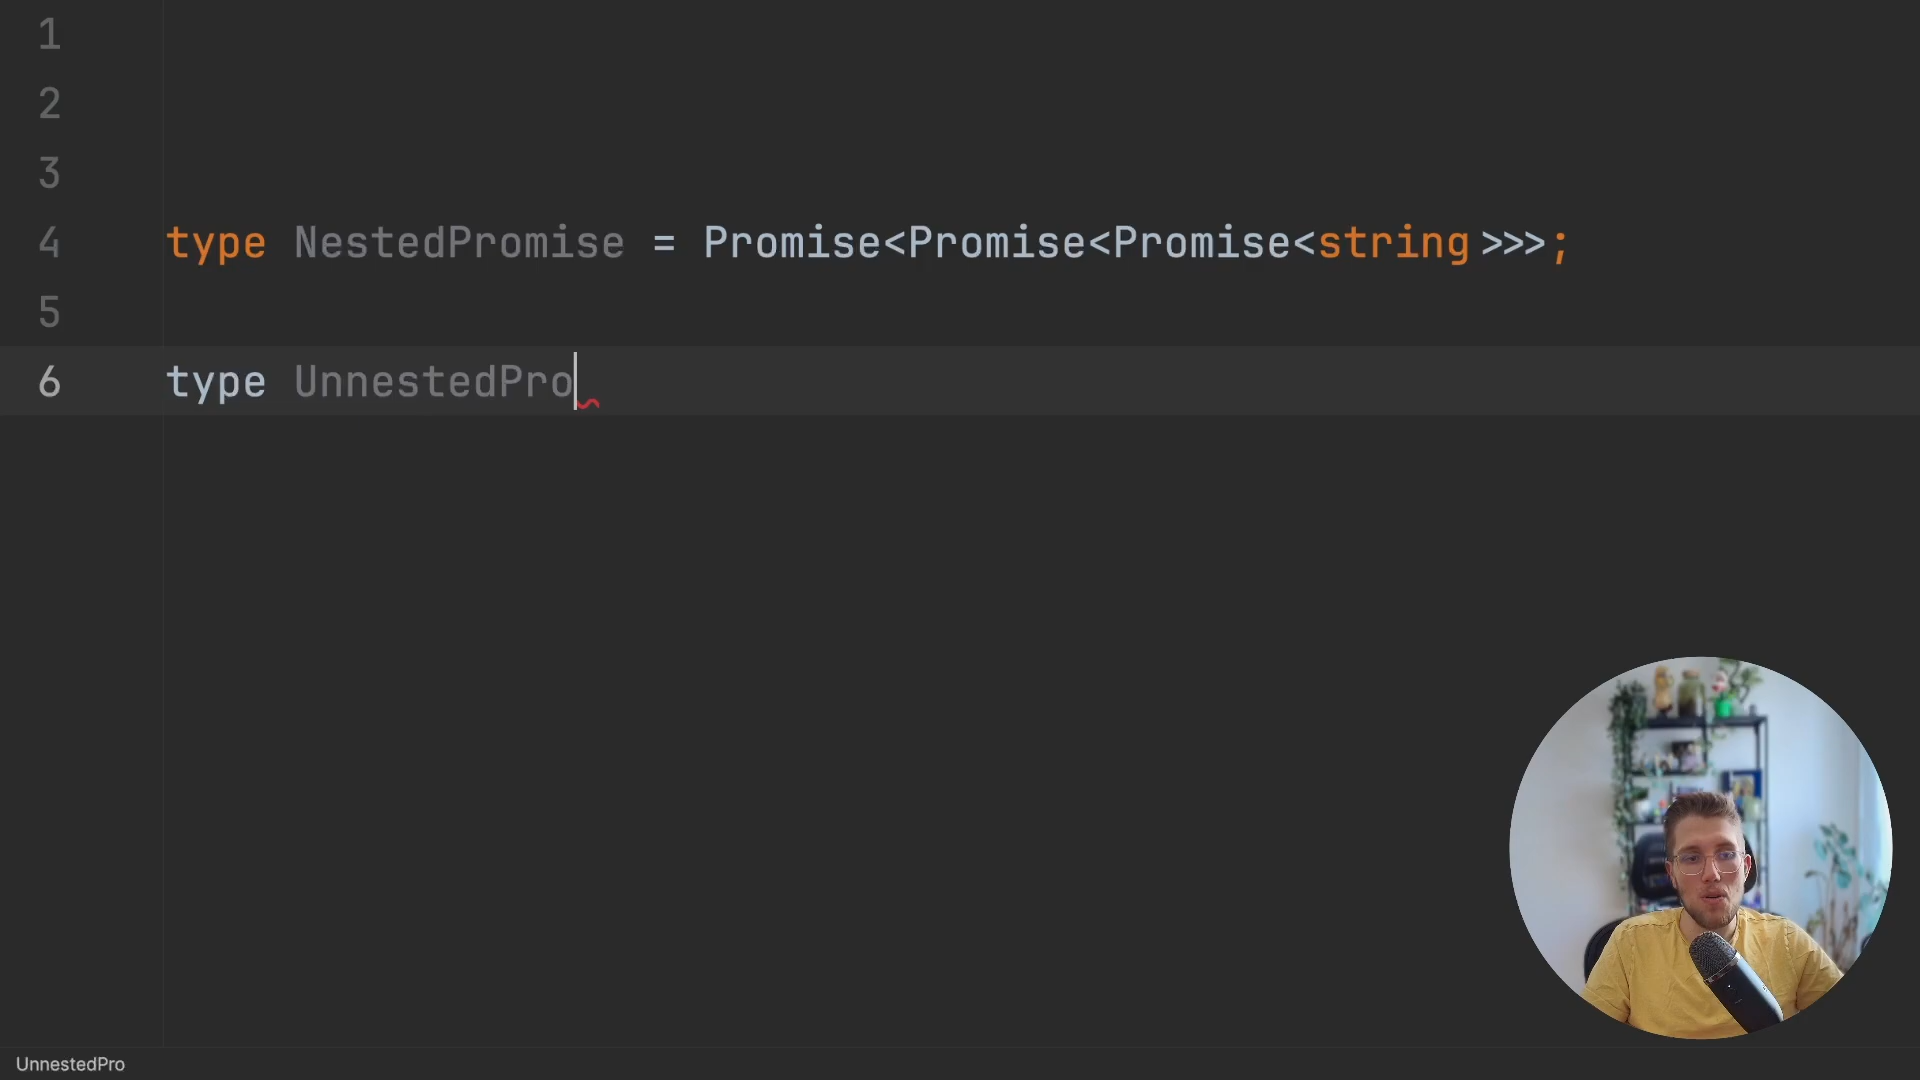 1
2
3
4 type NestedPromise = Promise<Promise<Promise<string>>>;
5
6 type UnnestedPro
UnnestedPro